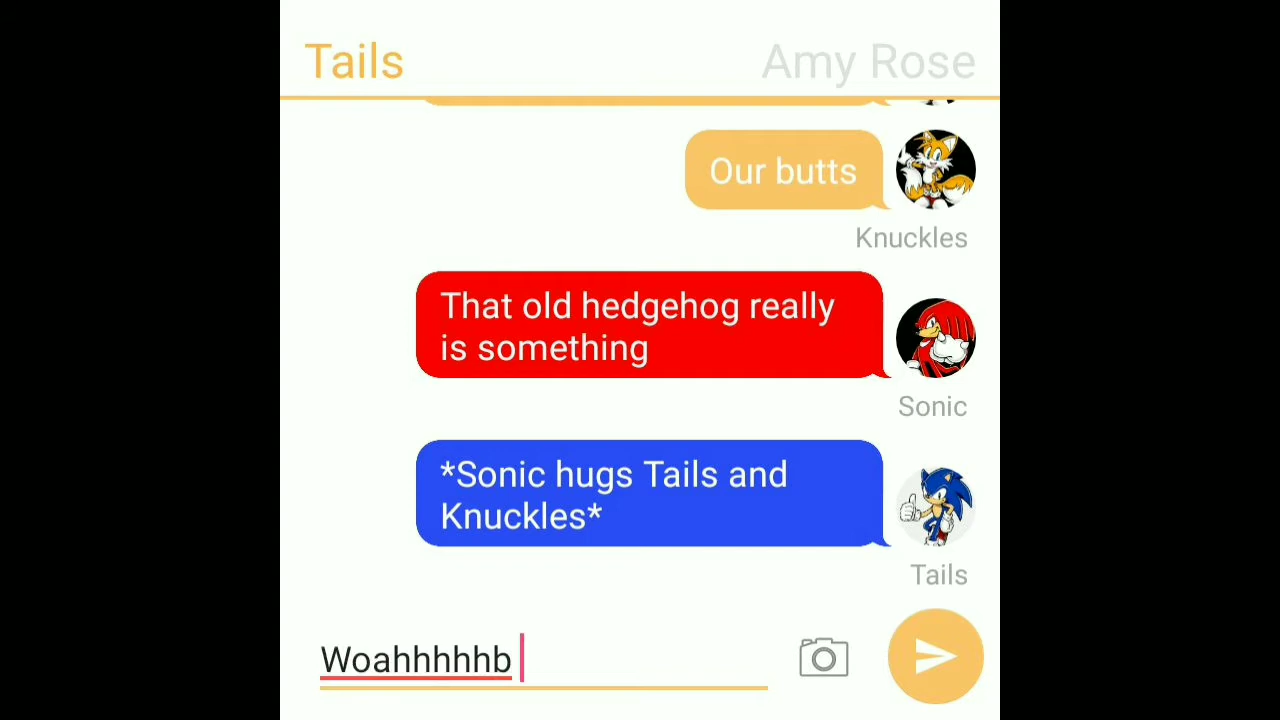 Tails
Amy Rose
Our butts
Knuckles
That old hedgehog really
is something
Sonic
*Sonic hugs Tails and
Knuckles*
Tails
Woahhhhhhb